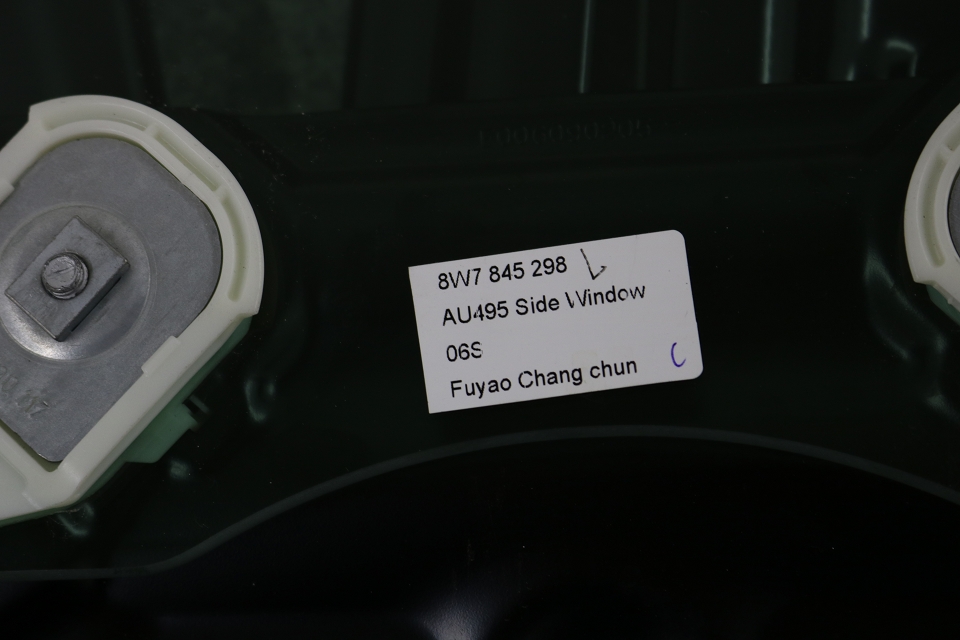 8W7 845 298 L
AU495 Side Window
06S
Fuyao Chang chun
C